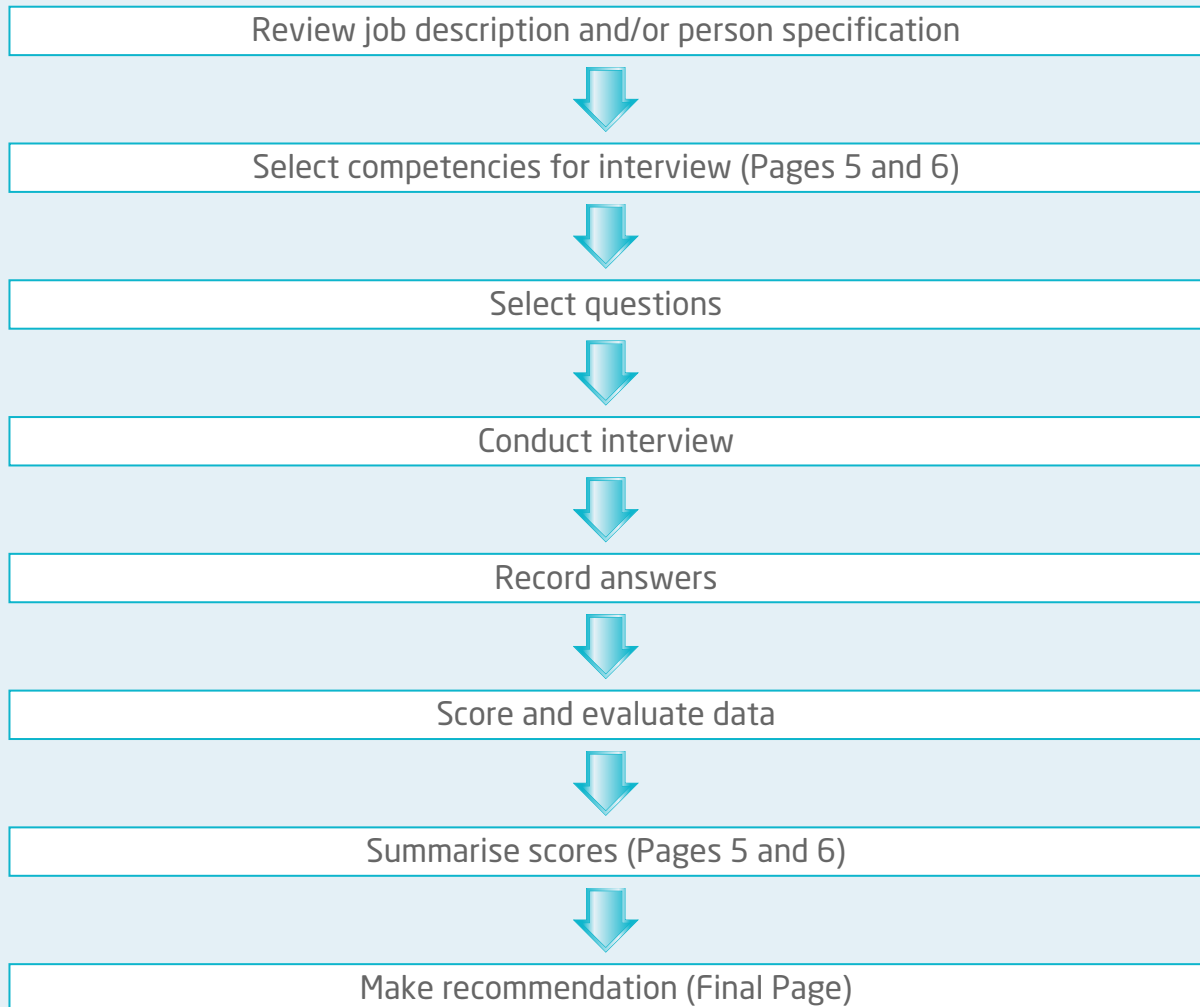 Review job description and/or person specification
Select competencies for interview (Pages 5 and 6)
Select questions
Conduct interview
Record answers
Score and evaluate data
Summarise scores (Pages 5 and 6)
Make recommendation (Final Page)